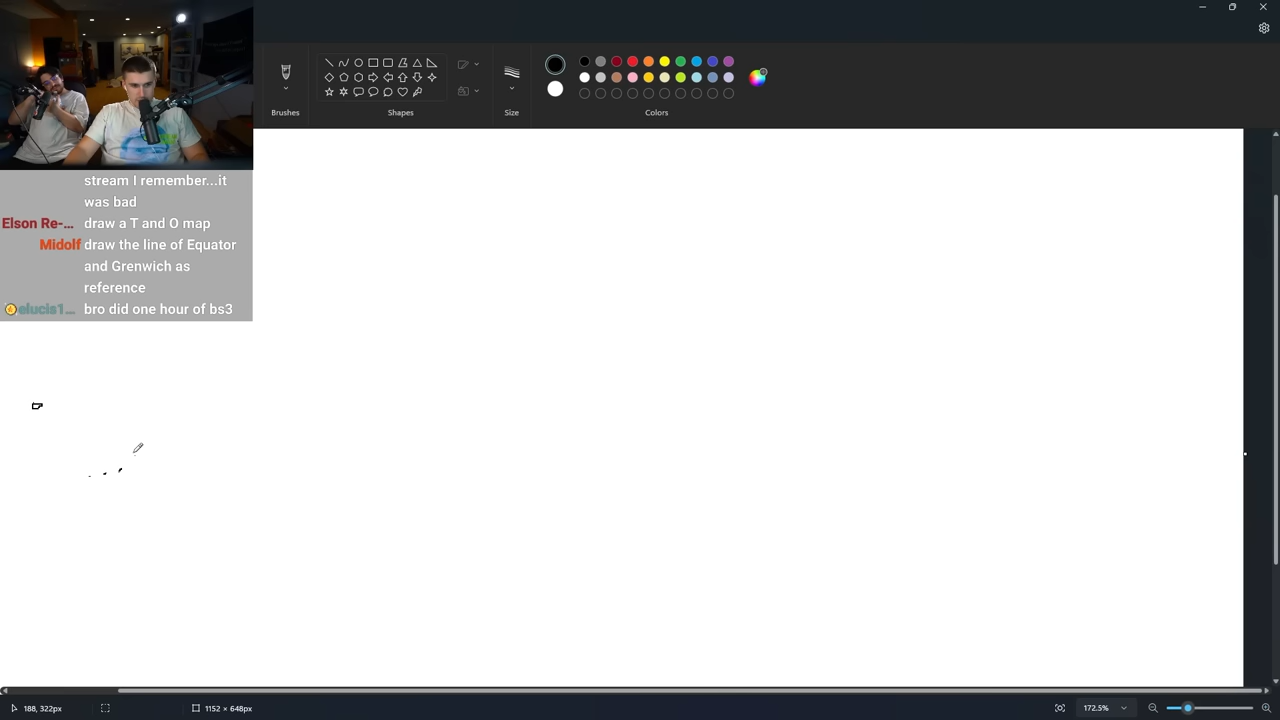 Brushes
Shapes
Size
Colors
stream I remember...it
was bad
Elson Re-... draw a T and O map
Midolf draw the line of Equator
and Grenwich as
reference
elucis1... bro did one hour of bs3
188, 322px
1152 × 648px
172.5%